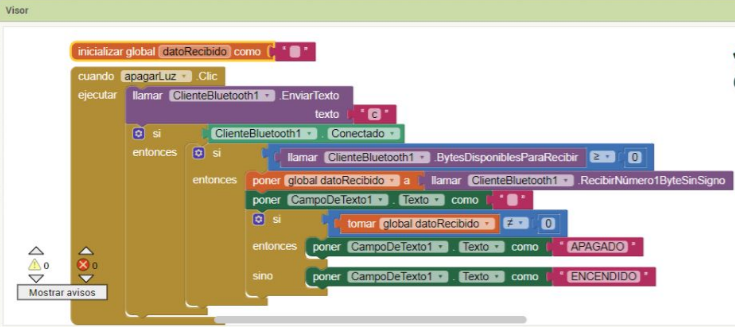 Visor
inicializar global datoRecibido como " "
cuando apagarLuz .Clic
ejecutar llamar ClienteBluetooth1 .EnviarTexto
texto " c "
si ClienteBluetooth1 . Conectado
entonces si llamar ClienteBluetooth1 .BytesDisponiblesParaRecibir ≥ 0
entonces poner global datoRecibido a llamar ClienteBluetooth1 .RecibirNúmero1ByteSinSigno
poner CampoDeTexto1 . Texto como " "
si tomar global datoRecibido ≠ 0
entonces poner CampoDeTexto1 . Texto como " APAGADO "
sino poner CampoDeTexto1 . Texto como " ENCENDIDO "
0 0
Mostrar avisos